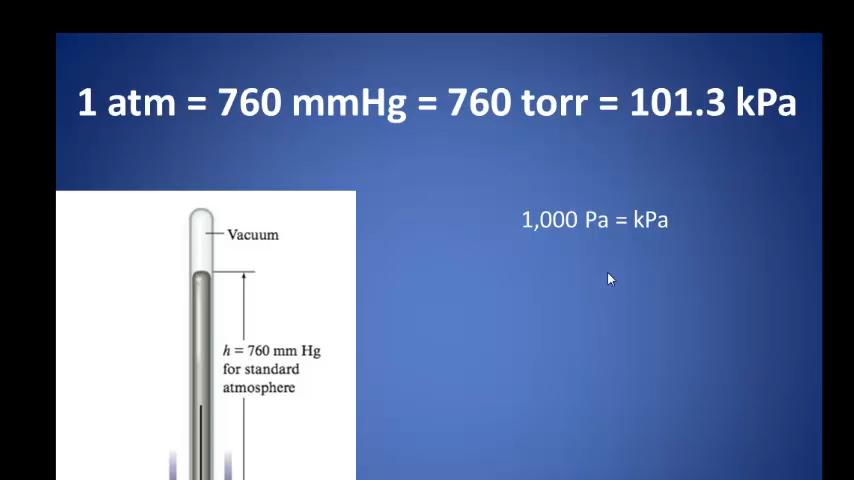 1 atm = 760 mmHg = 760 torr = 101.3 kPa
1,000 Pa = kPa
Vacuum
h = 760 mm Hg
for standard
atmosphere